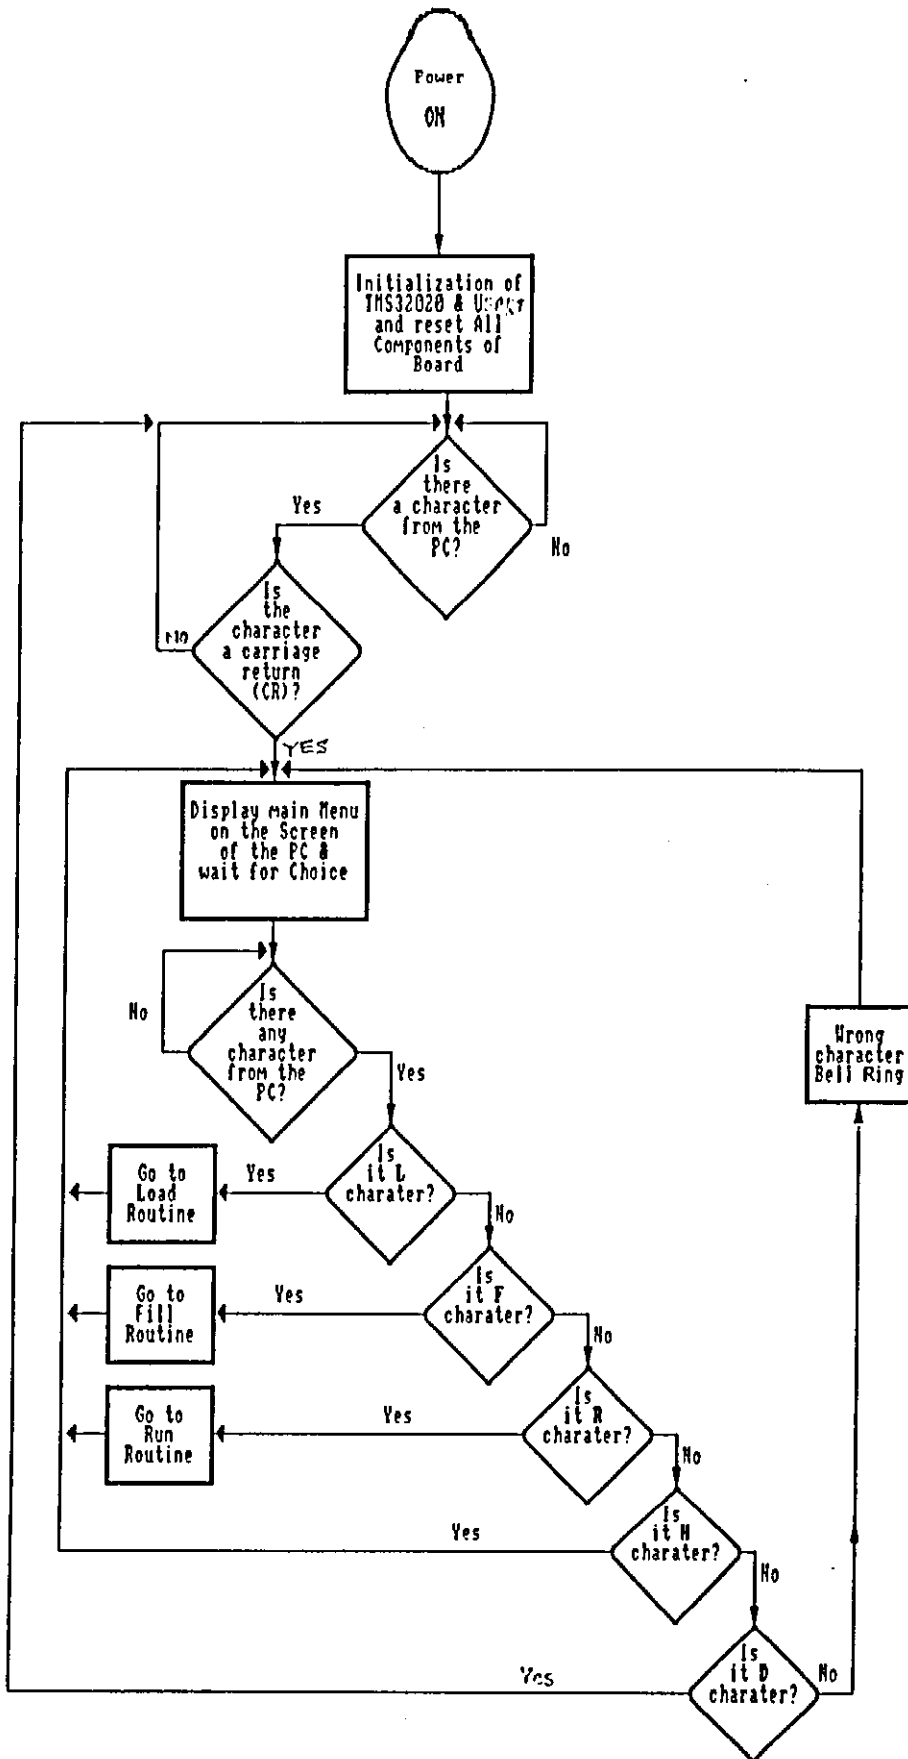 Power
ON
Initialization of
TMS32020 &
and reset All
Components of
Board
Is
there
a character
from the
PC?
Yes
No
Is
the
character
a carriage
return
(CR)?
No
YES
Display main Menu
on the Screen
of the PC &
wait for Choice
Is
there
any
character
from the
PC?
No
Yes
Wrong
character
Bell Ring
Is
it L
charater?
Yes
Go to
Load
Routine
No
Is
it F
charater?
Yes
Go to
Fill
Routine
No
Is
it R
charater?
Yes
Go to
Run
Routine
No
Is
it H
charater?
Yes
No
Is
it D
charater?
Yes
No